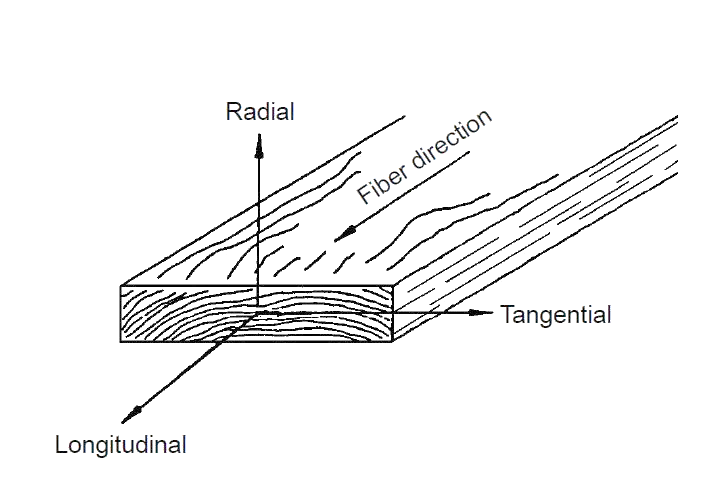 Radial
Fiber direction
Tangential
Longitudinal